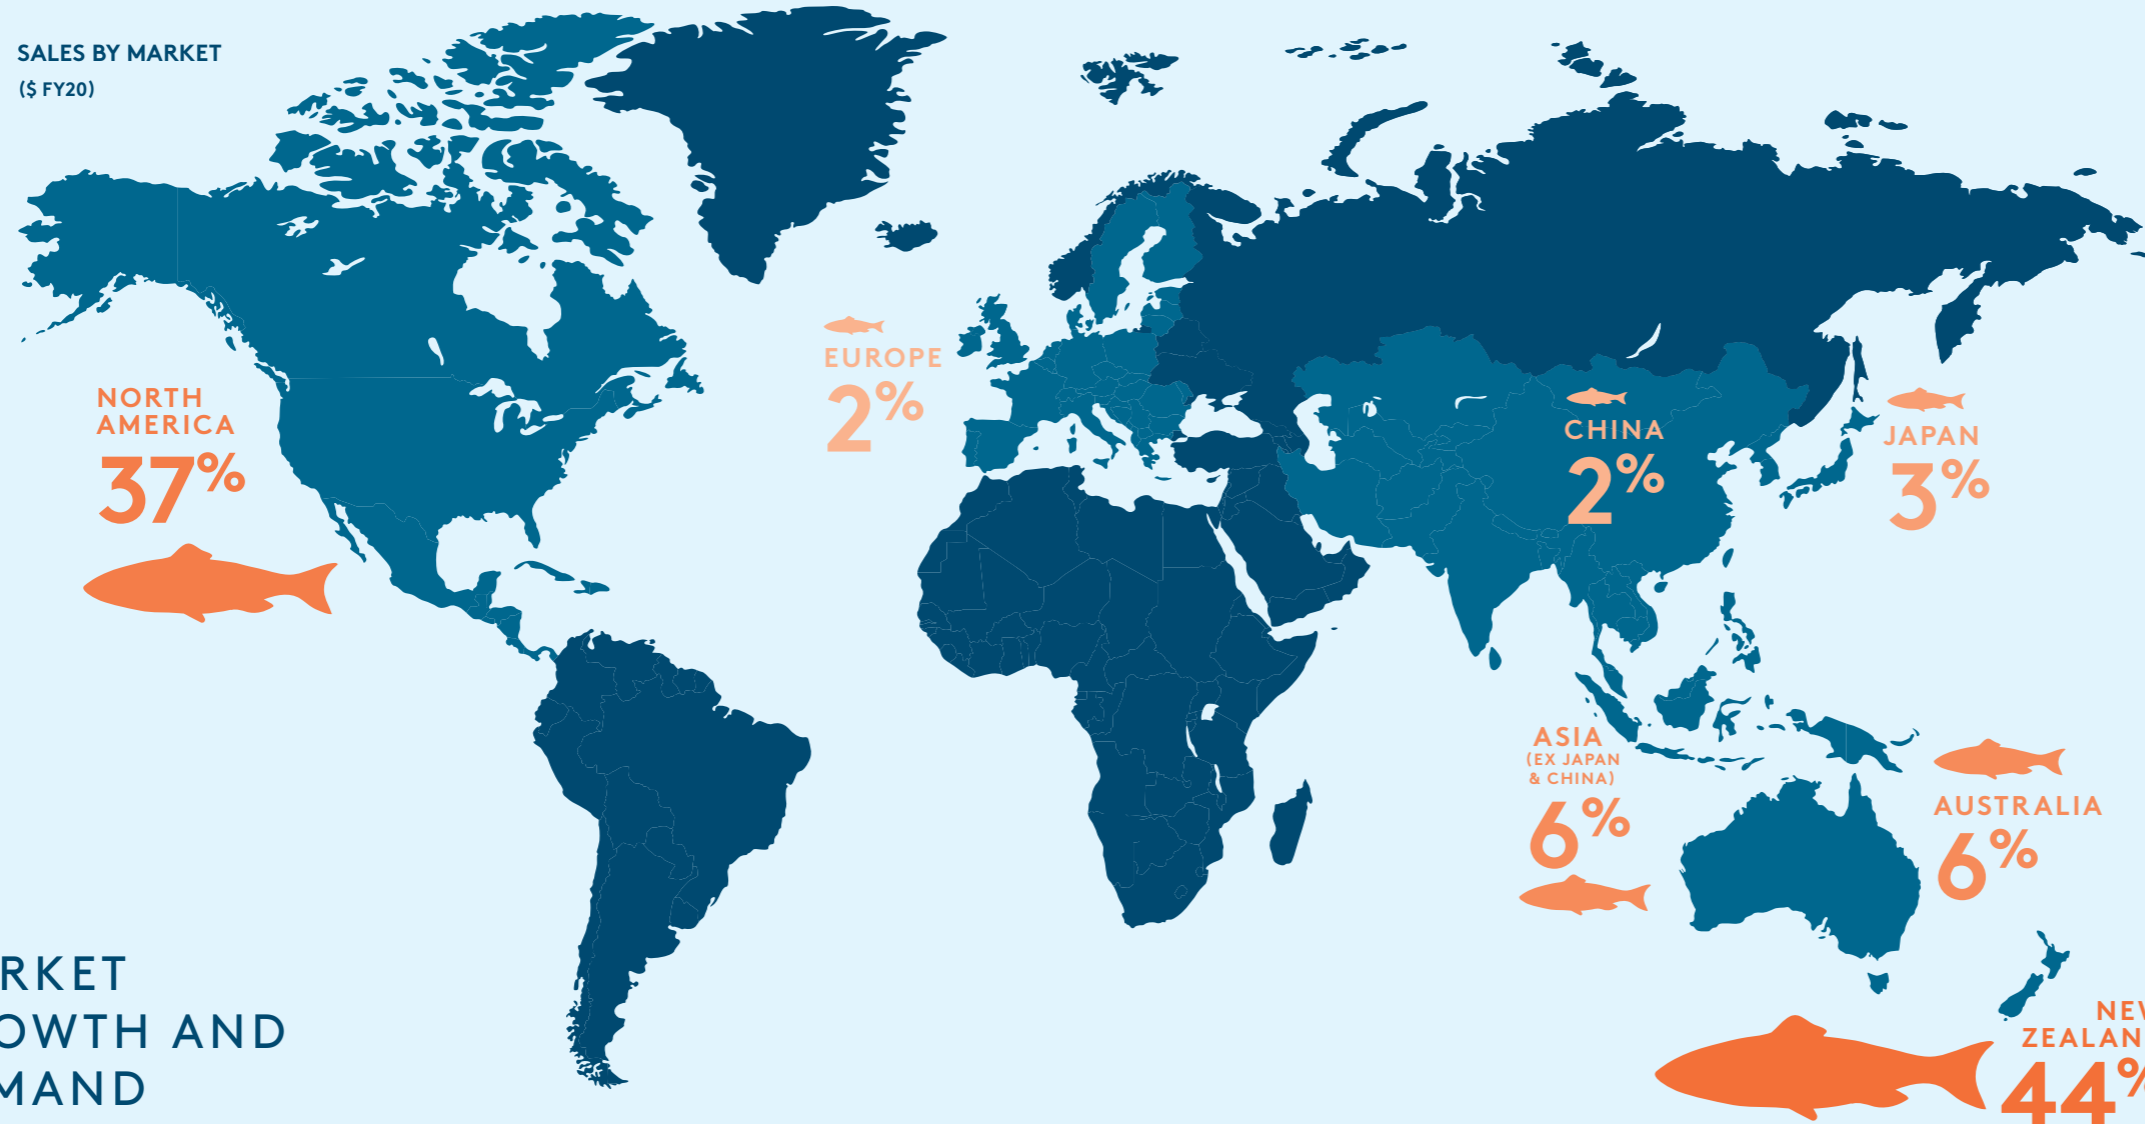 SALES BY MARKET
($ FY20)
NORTH
AMERICA
37%
EUROPE
2%
CHINA
2%
JAPAN
3%
ASIA
(EX JAPAN
& CHINA)
6%
AUSTRALIA
6%
NEW
ZEALAN
44%
RKET
OWTH AND
MAND